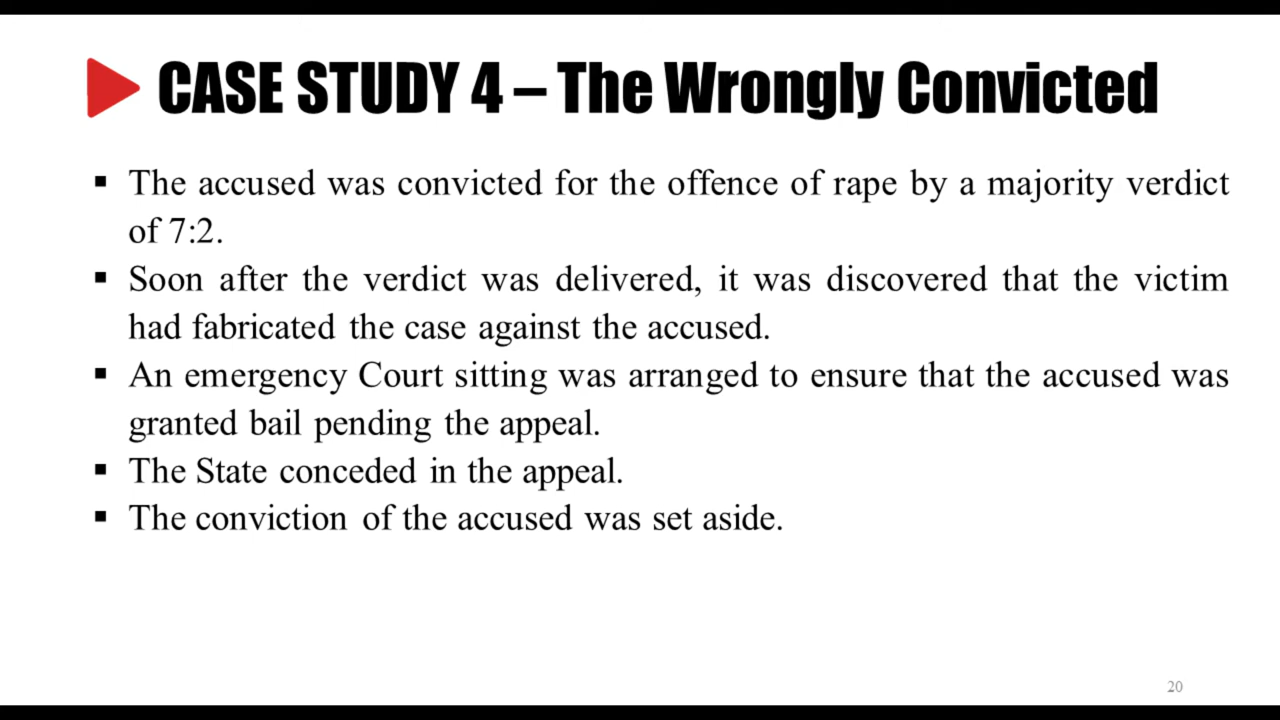 CASE STUDY 4 – The Wrongly Convicted
▪ The accused was convicted for the offence of rape by a majority verdict
of 7:2.
▪ Soon after the verdict was delivered, it was discovered that the victim
had fabricated the case against the accused.
▪ An emergency Court sitting was arranged to ensure that the accused was
granted bail pending the appeal.
▪ The State conceded in the appeal.
▪ The conviction of the accused was set aside.
20